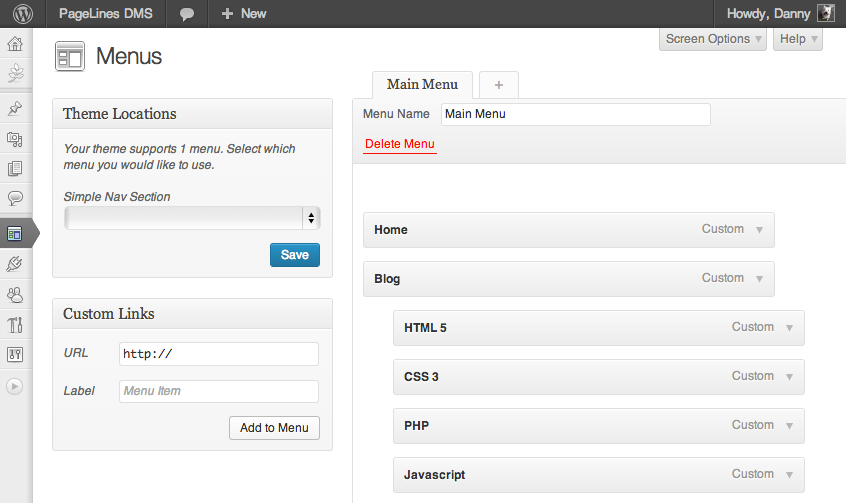 PageLines DMS
+ New
Howdy, Danny
Screen Options
Help
Menus
Main Menu
+
Theme Locations
Your theme supports 1 menu. Select which
menu you would like to use.
Simple Nav Section
Save
Custom Links
URL
http://
Label
Menu Item
Add to Menu
Menu Name
Main Menu
Delete Menu
Home Custom
Blog Custom
HTML 5 Custom
CSS 3 Custom
PHP Custom
Javascript Custom